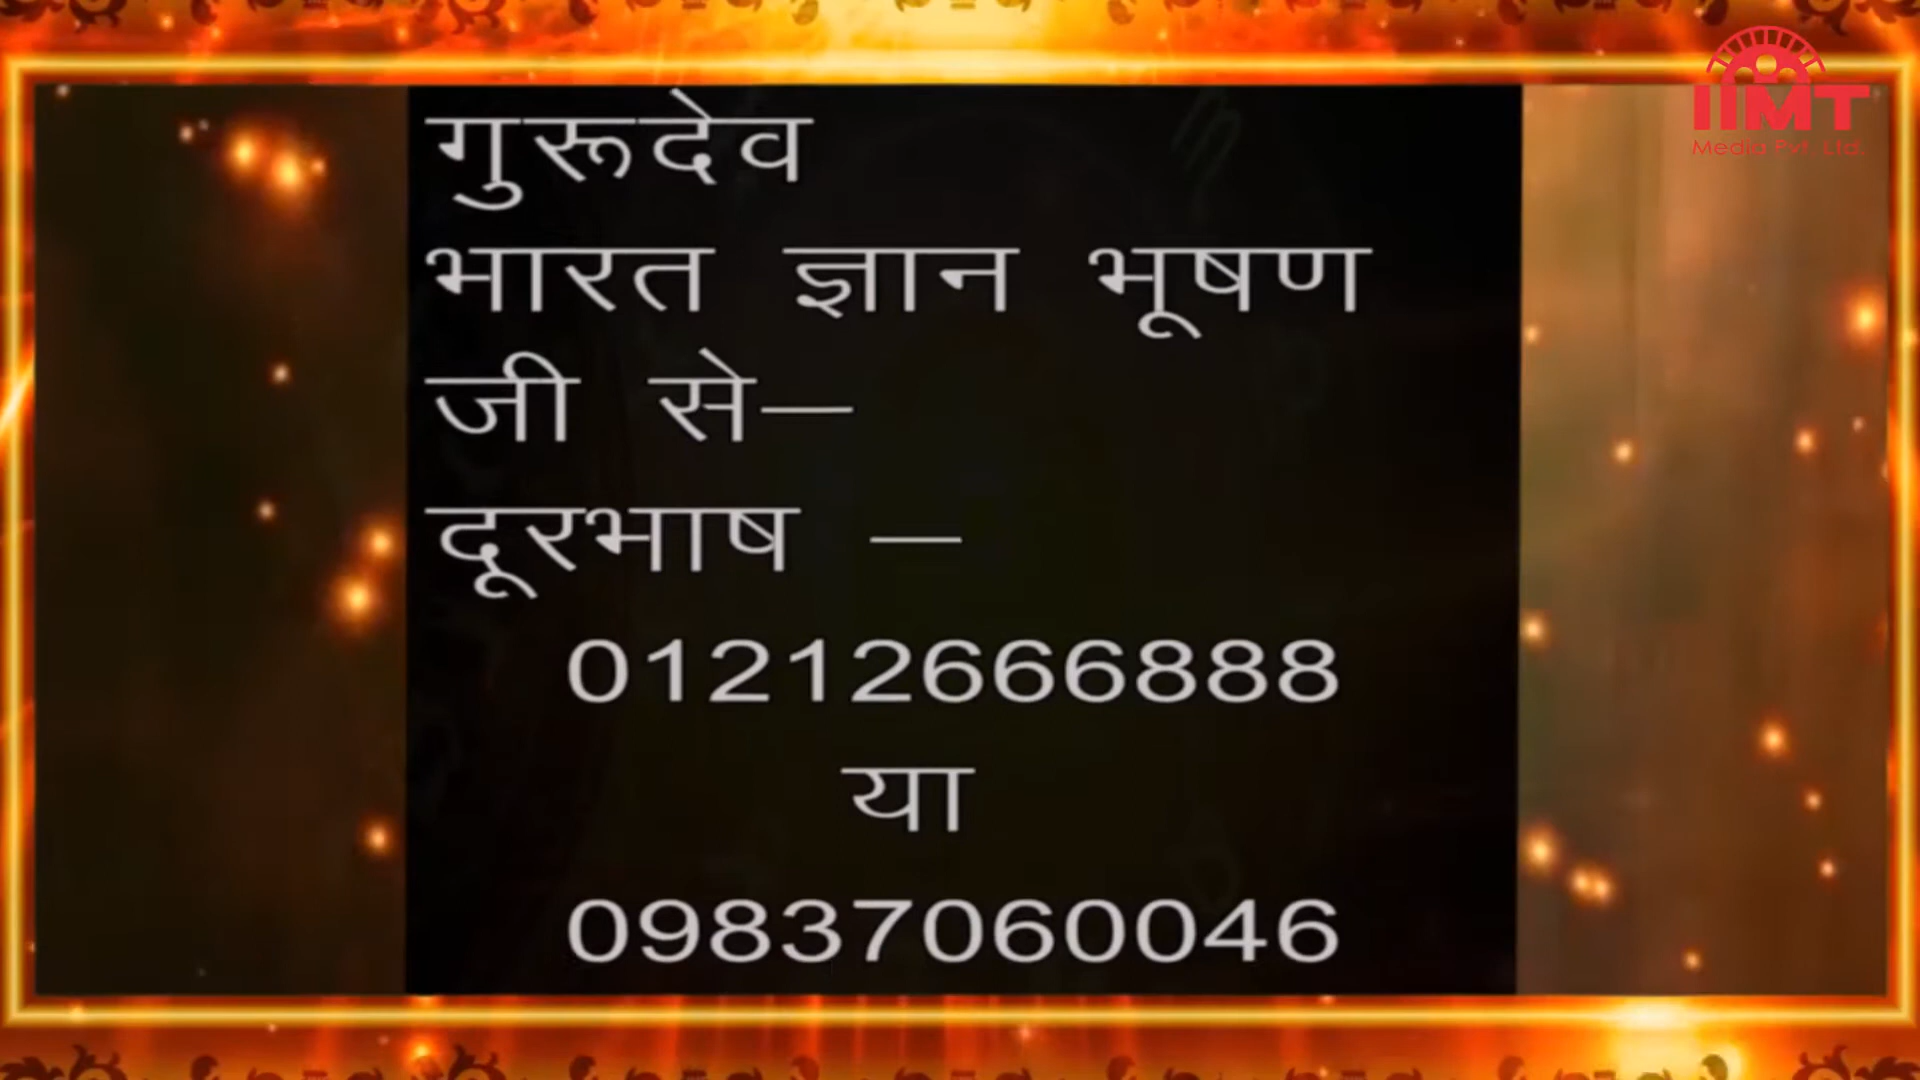 IIMT
Media Pvt. Ltd.
गुरूदेव
भारत ज्ञान भूषण
जी से—
दूरभाष —
01212666888
या
09837060046